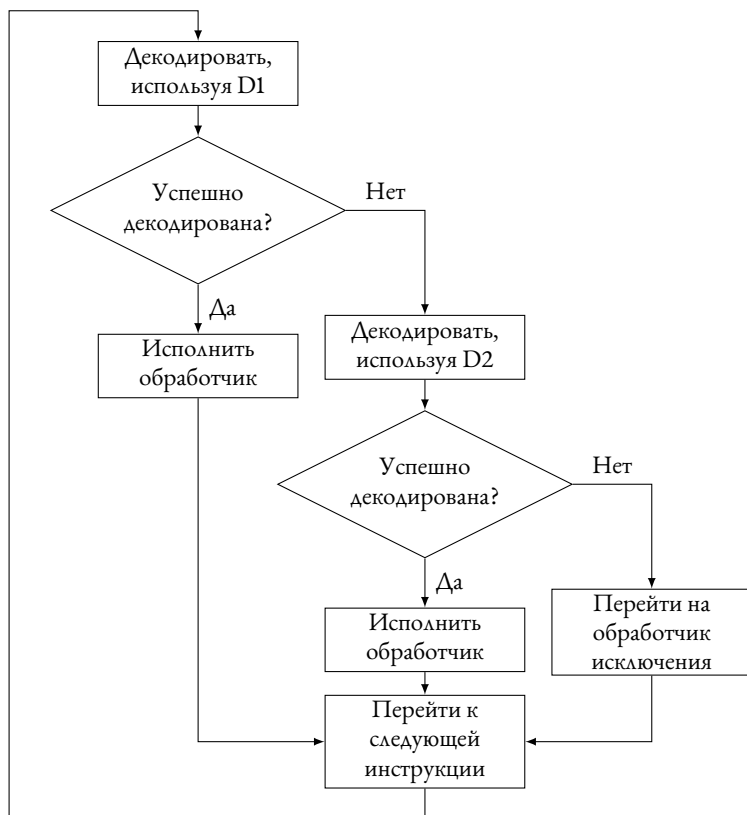 Декодировать,
используя D1
Успешно
декодирована?
Нет
Да
Исполнить
обработчик
Декодировать,
используя D2
Успешно
декодирована?
Нет
Да
Исполнить
обработчик
Перейти на
обработчик
исключения
Перейти к
следующей
инструкции